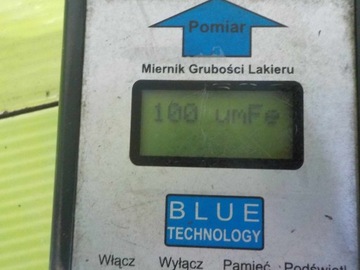 Pomiar
Miernik Grubości Lakieru
100 umFe
BLUE
TECHNOLOGY
Włącz Wyłącz Pamięć Podświetl